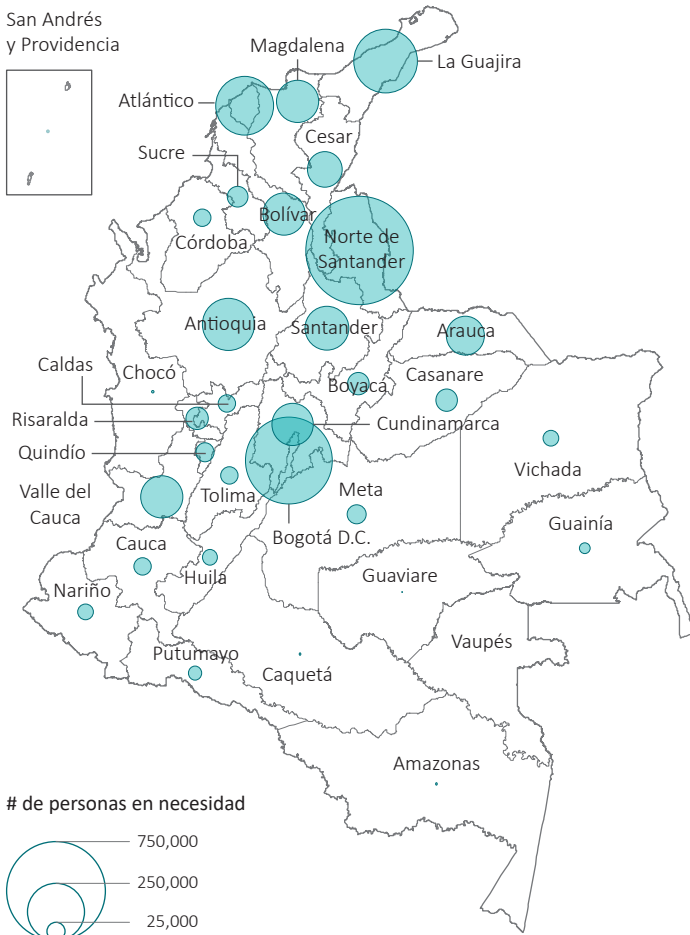 San Andrés
y Providencia
Magdalena
La Guajira
Atlántico
Cesar
Sucre
Bolívar
Córdoba
Norte de
Santander
Antioquia
Santander
Arauca
Caldas
Chocó
Boyacá
Casanare
Risaralda
Cundinamarca
Quindío
Vichada
Valle del
Cauca
Tolima
Meta
Bogotá D.C.
Guainía
Cauca
Huila
Guaviare
Nariño
Vaupés
Putumayo
Caquetá
Amazonas
# de personas en necesidad
750,000
250,000
25,000